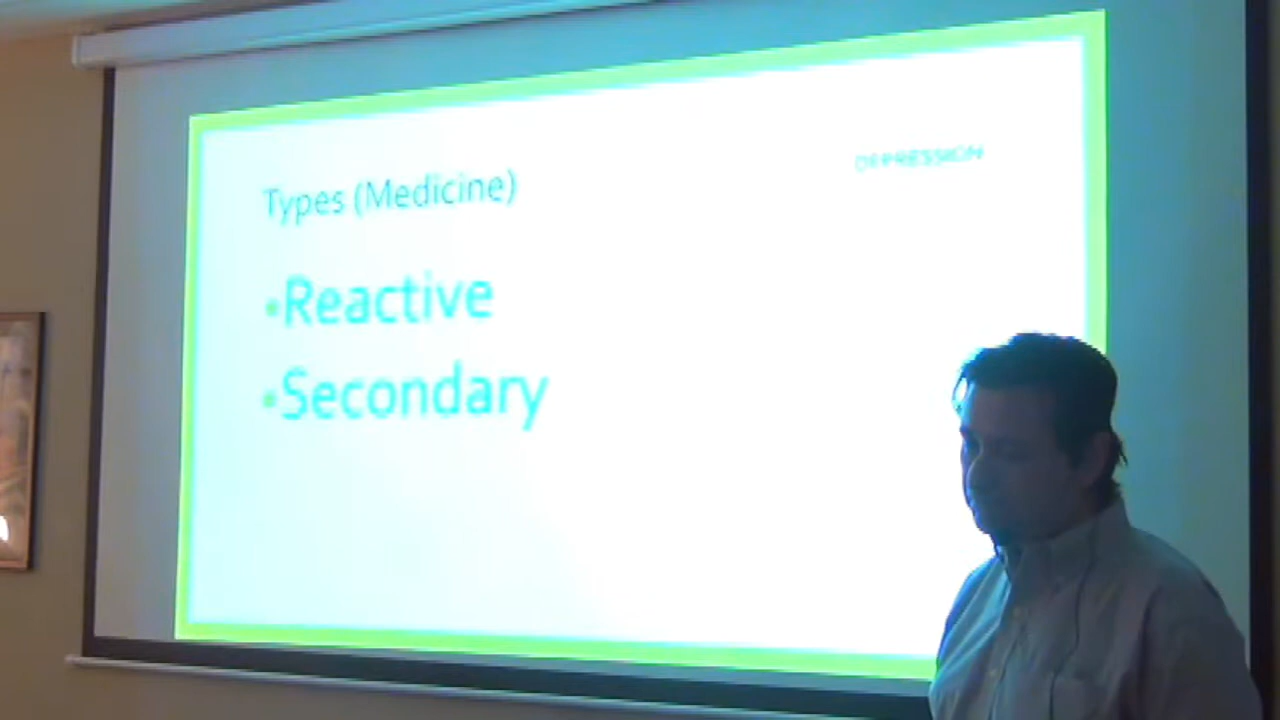 DEPRESSION
Types (Medicine)
•Reactive
•Secondary